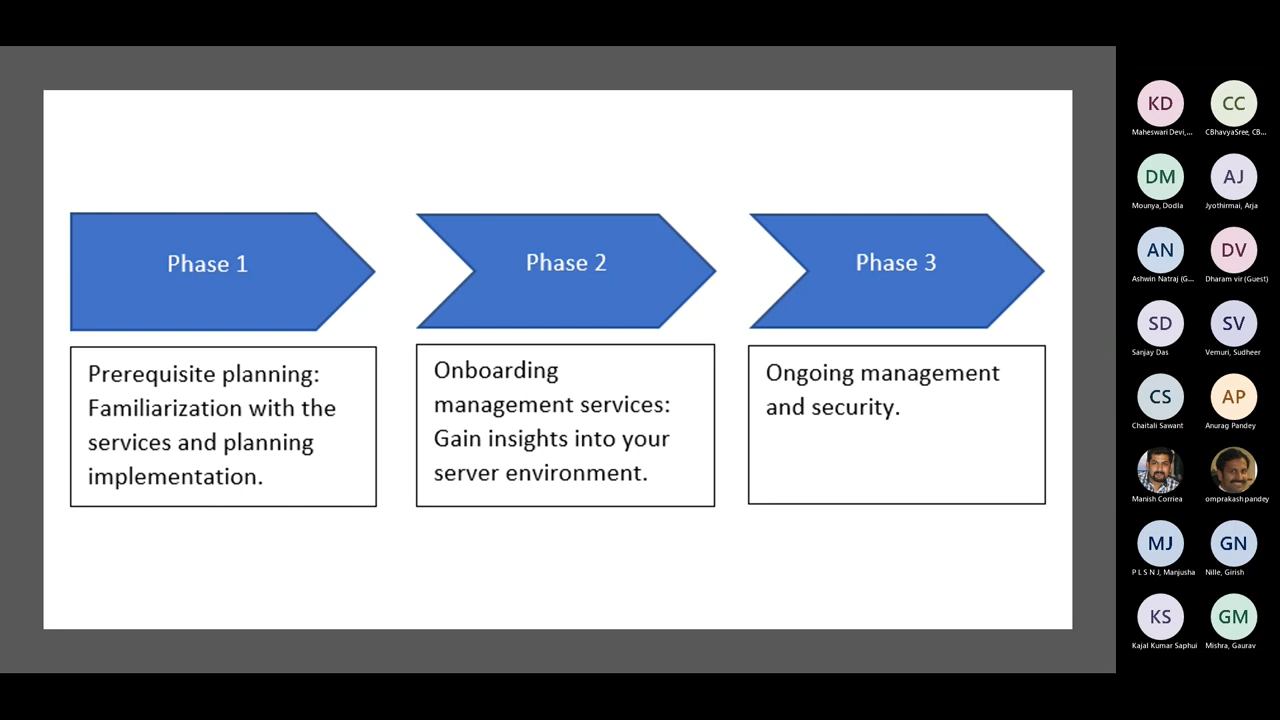 Phase 1
Phase 2
Phase 3
Prerequisite planning:
Familiarization with the
services and planning
implementation.
Onboarding
management services:
Gain insights into your
server environment.
Ongoing management
and security.
KD
CC
Maheswari Devi,...
CBhavyaSree, CB...
DM
AJ
Mounya, Dodla
Jyothirmai, Arja
AN
DV
Ashwin Natraj (G...
Dharam vir (Guest)
SD
SV
Sanjay Das
Vemuri, Sudheer
CS
AP
Chaitali Sawant
Anurag Pandey
Manish Corriea
omprakash pandey
MJ
GN
P L S N J, Manjusha
Nille, Girish
KS
GM
Kajal Kumar Saphui
Mishra, Gaurav